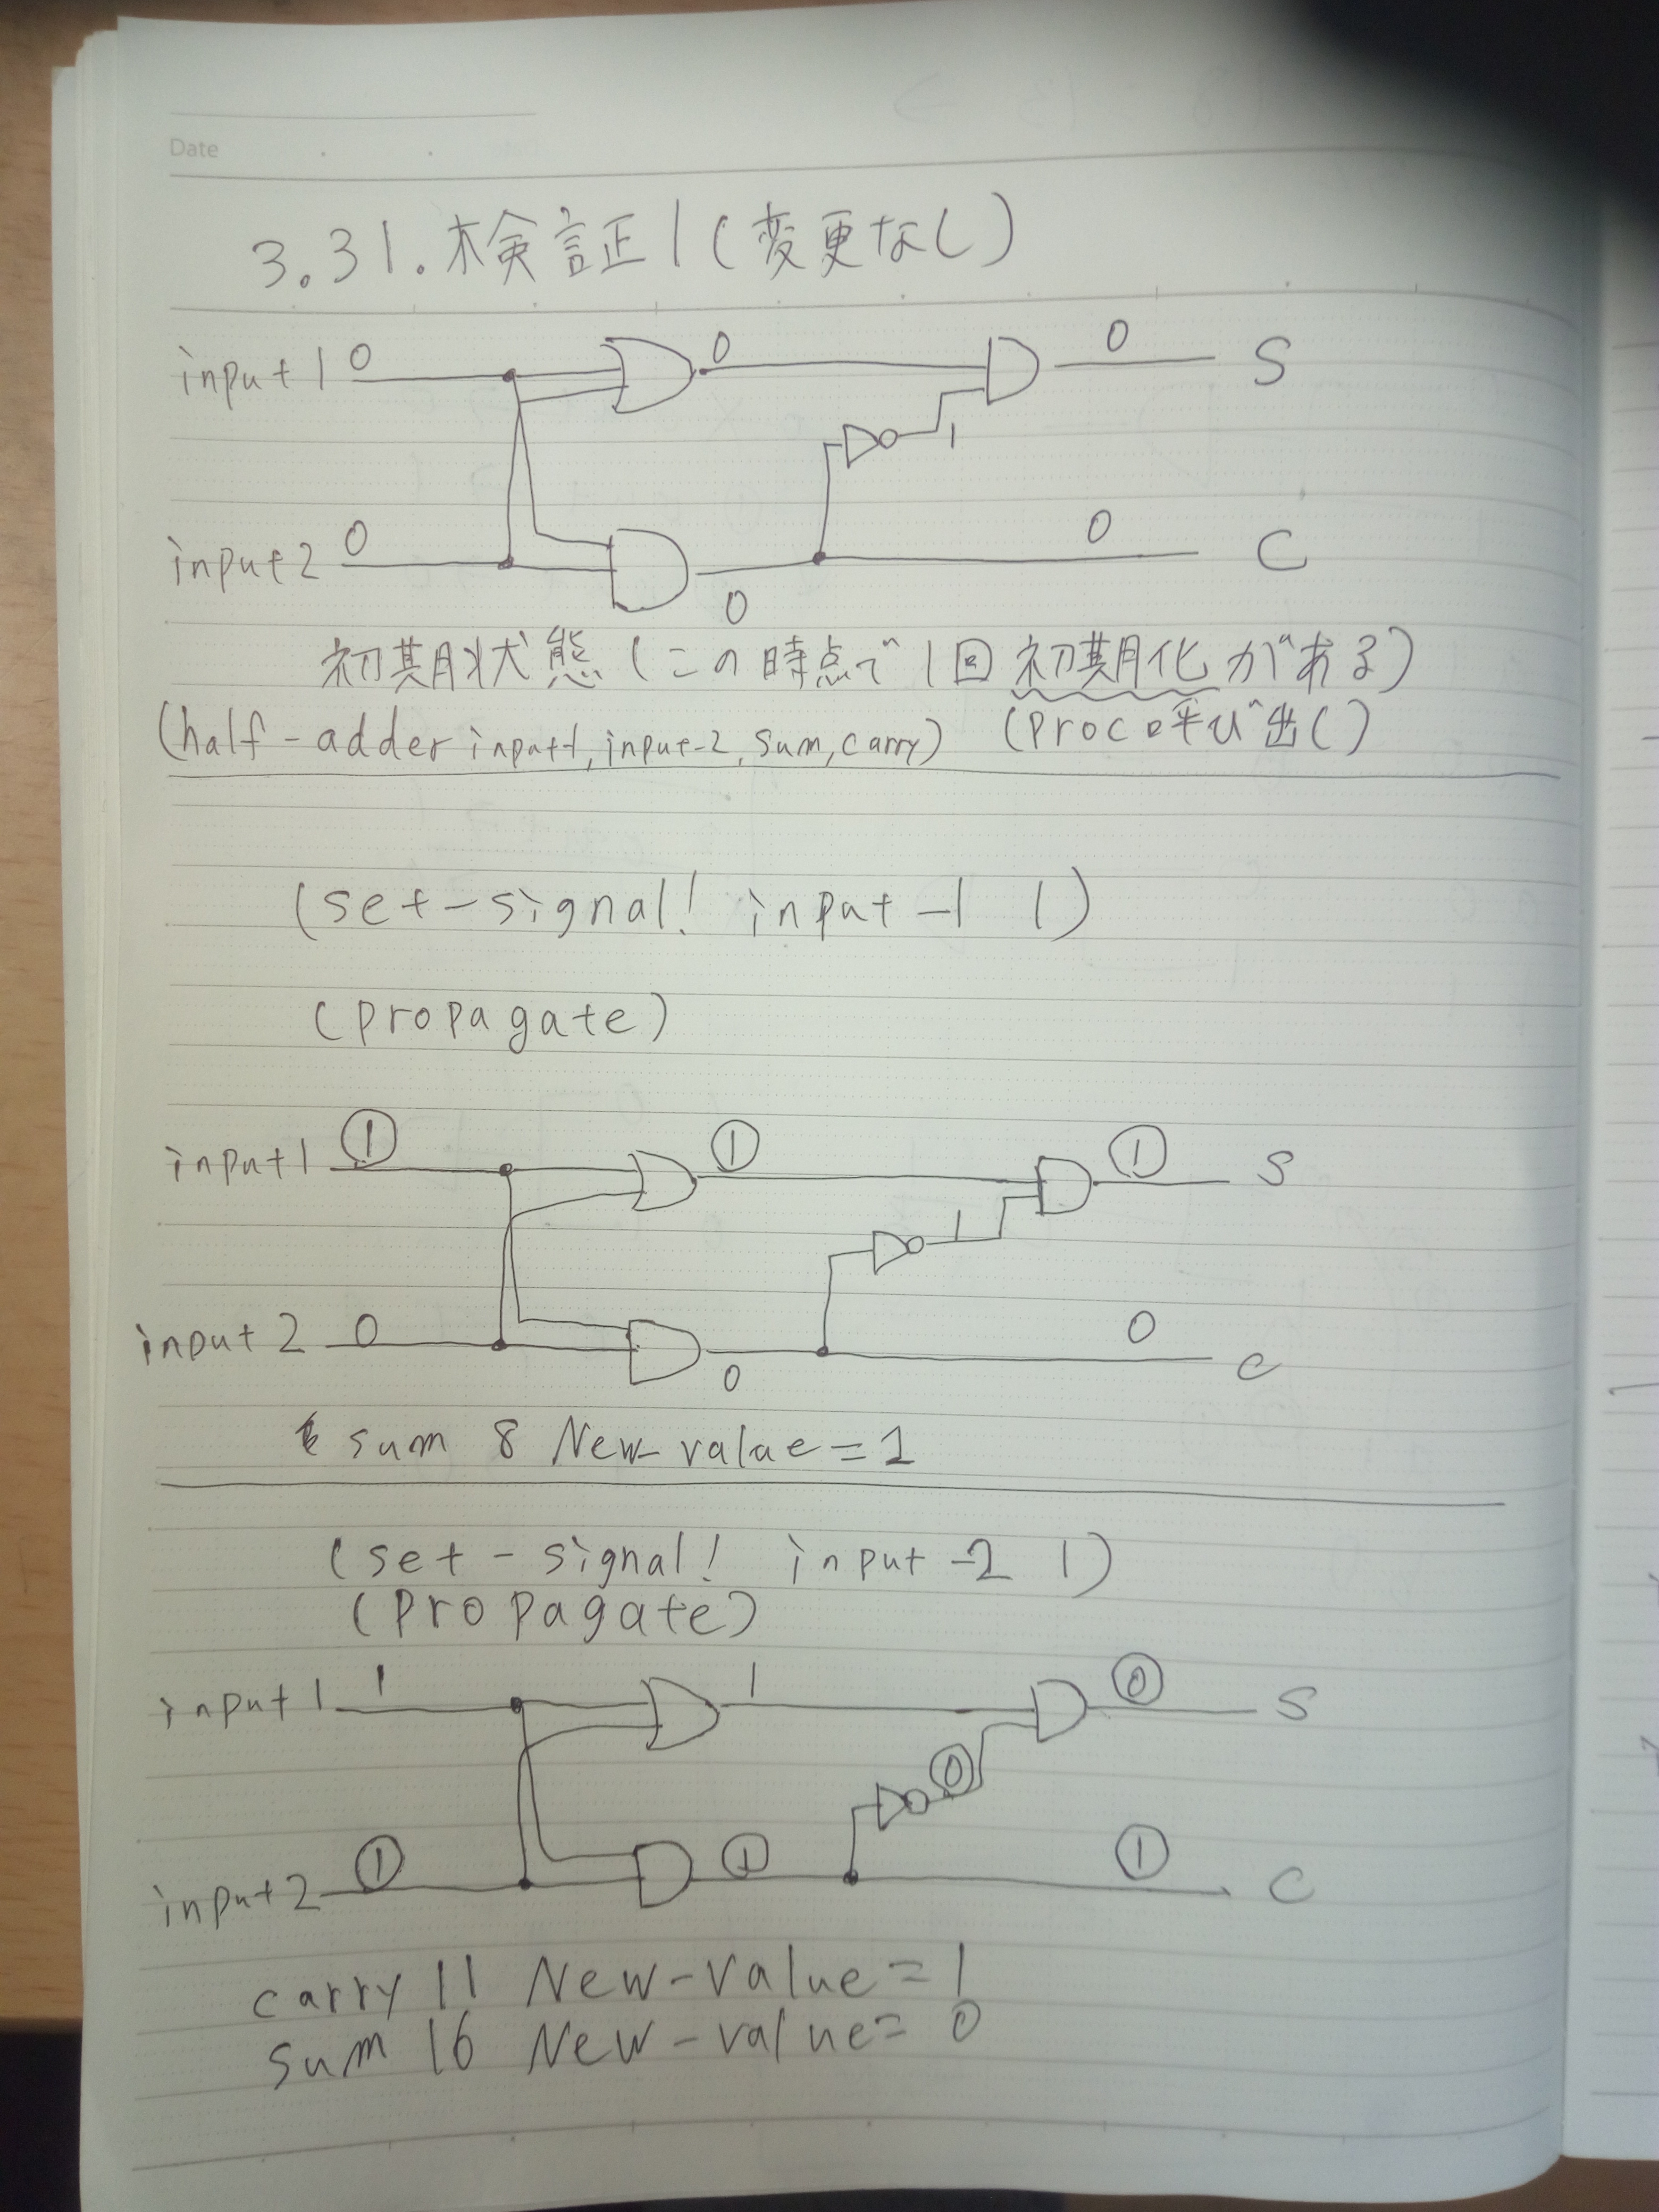 Date
3.31.検証1(変更なし)
input1 0 0 0 S
1
input2 0 0 0 C
初期状態(この時点で1回初期化がある)
(half-adder input-1, input-2, sum, carry) (proc呼び出し)
(set-signal! input-1 1)
(propagate)
input1 1 1 1 S
1
input2 0 0 0 C
sum 8 New-value=1
(set-signal! input-2 1)
(propagate)
input1 1 1 0 S
0
input2 1 1 1 C
carry 11 New-value=1
sum 16 New-value=0